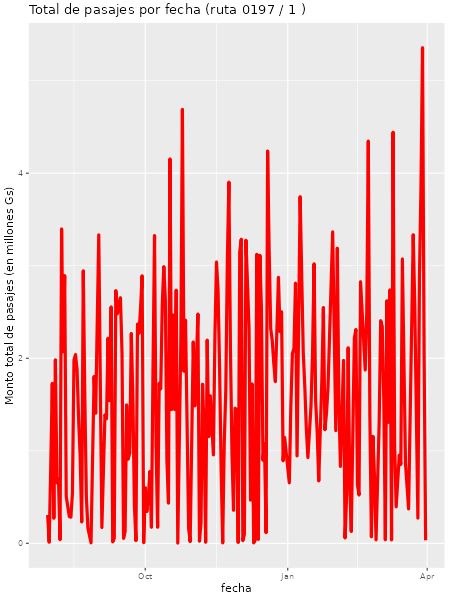 Total de pasajes por fecha (ruta 0197 / 1 )
Monto total de pasajes (en millones Gs)
4
2
0
Oct
Jan
Apr
fecha